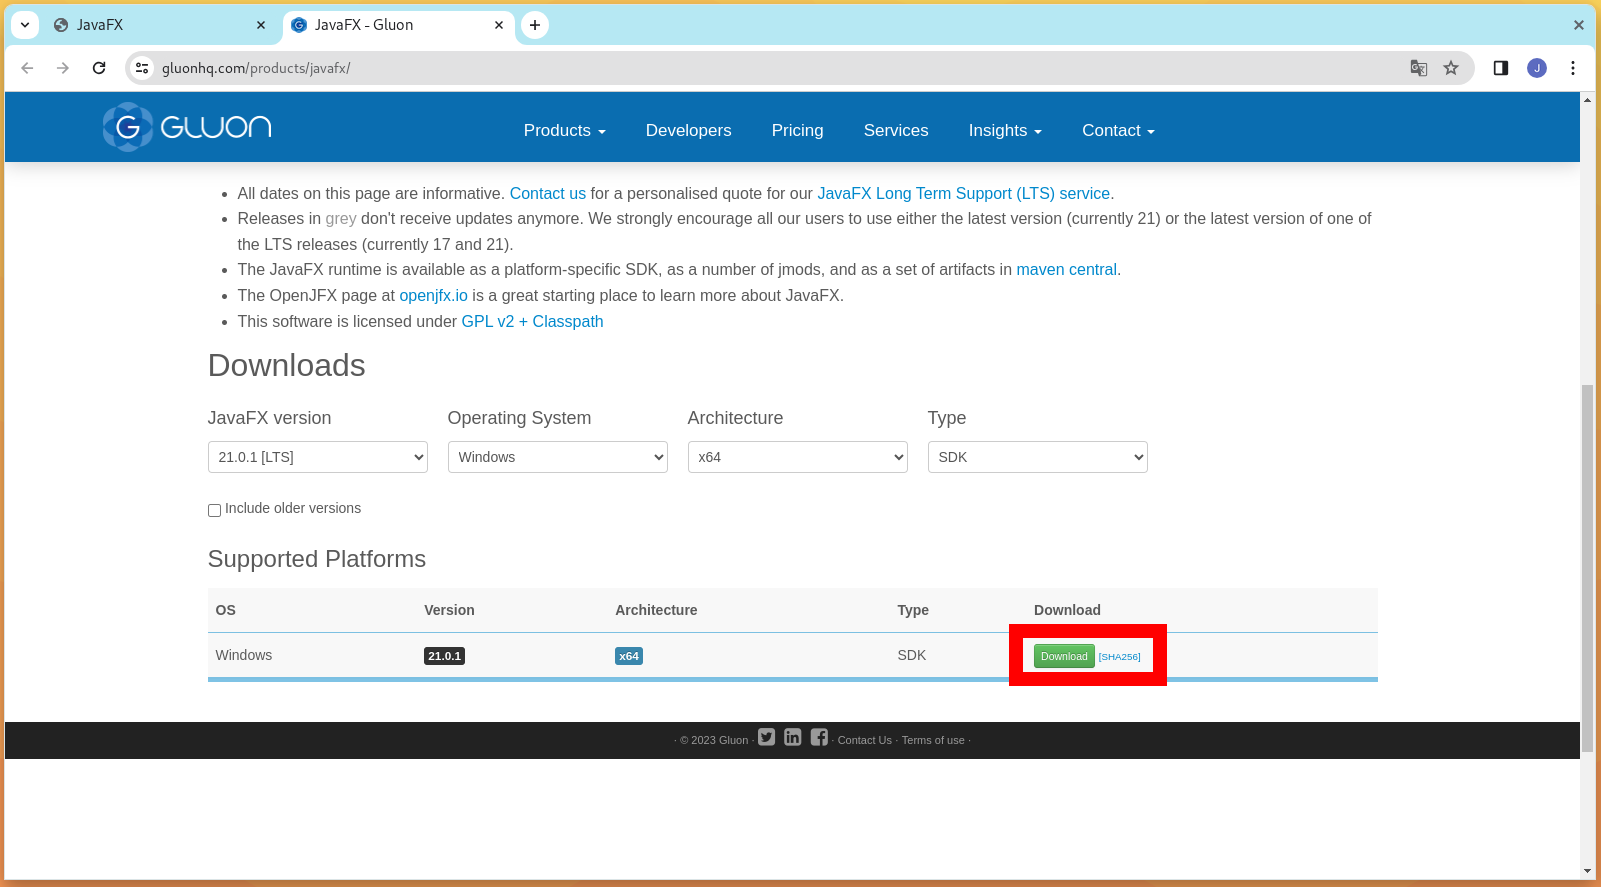 JavaFX
JavaFX - Gluon
gluonhq.com/products/javafx/
J
G GLUON
Products
Developers
Pricing
Services
Insights
Contact
All dates on this page are informative. Contact us for a personalised quote for our JavaFX Long Term Support (LTS) service.
Releases in grey don't receive updates anymore. We strongly encourage all our users to use either the latest version (currently 21) or the latest version of one of
the LTS releases (currently 17 and 21).
The JavaFX runtime is available as a platform-specific SDK, as a number of jmods, and as a set of artifacts in maven central.
The OpenJFX page at openjfx.io is a great starting place to learn more about JavaFX.
This software is licensed under GPL v2 + Classpath
Downloads
JavaFX version
Operating System
Architecture
Type
21.0.1 [LTS]
Windows
x64
SDK
Include older versions
Supported Platforms
OS Version Architecture Type Download
Windows 21.0.1 x64 SDK Download [SHA256]
· © 2023 Gluon · · Contact Us · Terms of use ·